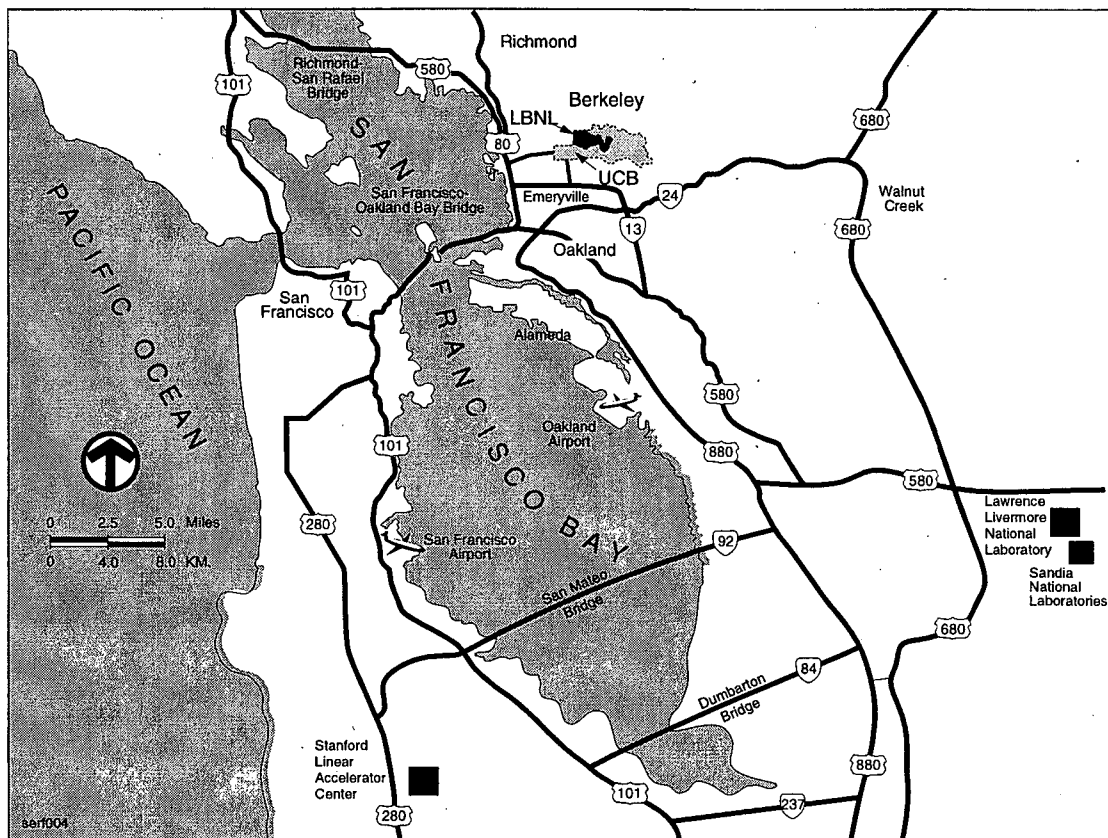 Richmond
Richmond-
San Rafael
Bridge
580
101
Berkeley
LBNL
80
UCB
680
SAN FRANCISCO BAY
San Francisco-
Oakland Bay Bridge
Emeryville
24
Walnut
Creek
13
680
PACIFIC OCEAN
Oakland
San
Francisco
101
Alameda
580
Oakland
Airport
101
880
580
Lawrence
Livermore
National
Laboratory
Sandia
National
Laboratories
0 2.5 5.0 Miles
0 4.0 8.0 KM.
280
San Francisco
Airport
92
San Mateo
Bridge
680
84
Dumbarton
Bridge
Stanford
Linear
Accelerator
Center
280
101
880
237
serf004